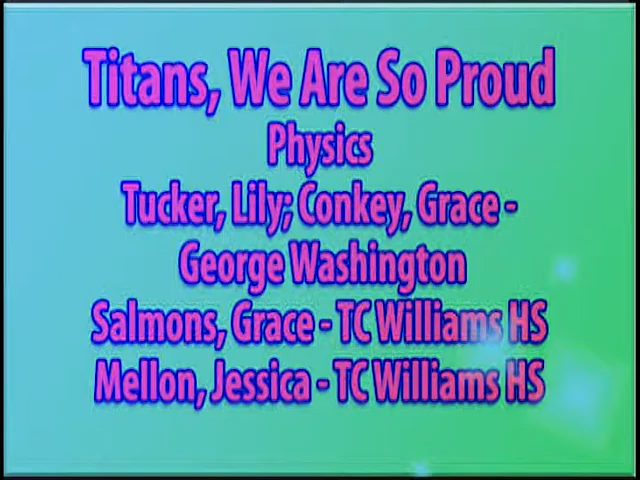 Titans, We Are So Proud
Physics
Tucker, Lily; Conkey, Grace -
George Washington
Salmons, Grace - TC Williams HS
Mellon, Jessica - TC Williams HS